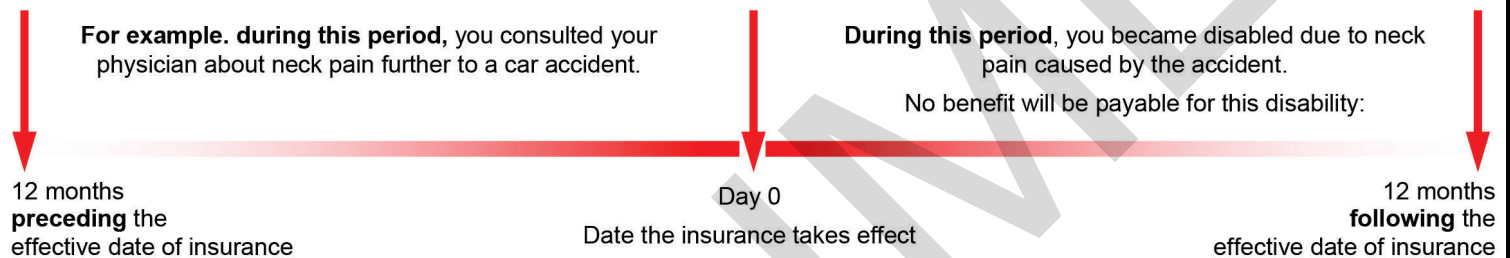 For example. during this period, you consulted your
physician about neck pain further to a car accident.
During this period, you became disabled due to neck
pain caused by the accident.
No benefit will be payable for this disability:
12 months
preceding the
effective date of insurance
Day 0
Date the insurance takes effect
12 months
following the
effective date of insurance